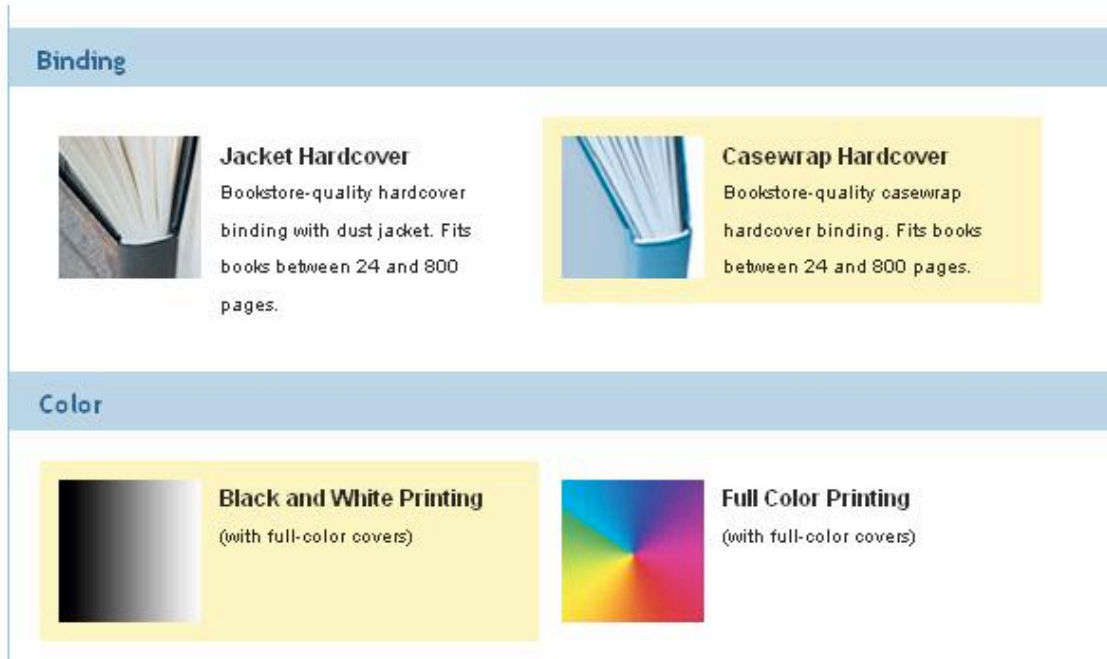 Binding
Jacket Hardcover
Bookstore-quality hardcover
binding with dust jacket. Fits
books between 24 and 800
pages.
Casewrap Hardcover
Bookstore-quality casewrap
hardcover binding. Fits books
between 24 and 800 pages.
Color
Black and White Printing
(with full-color covers)
Full Color Printing
(with full-color covers)